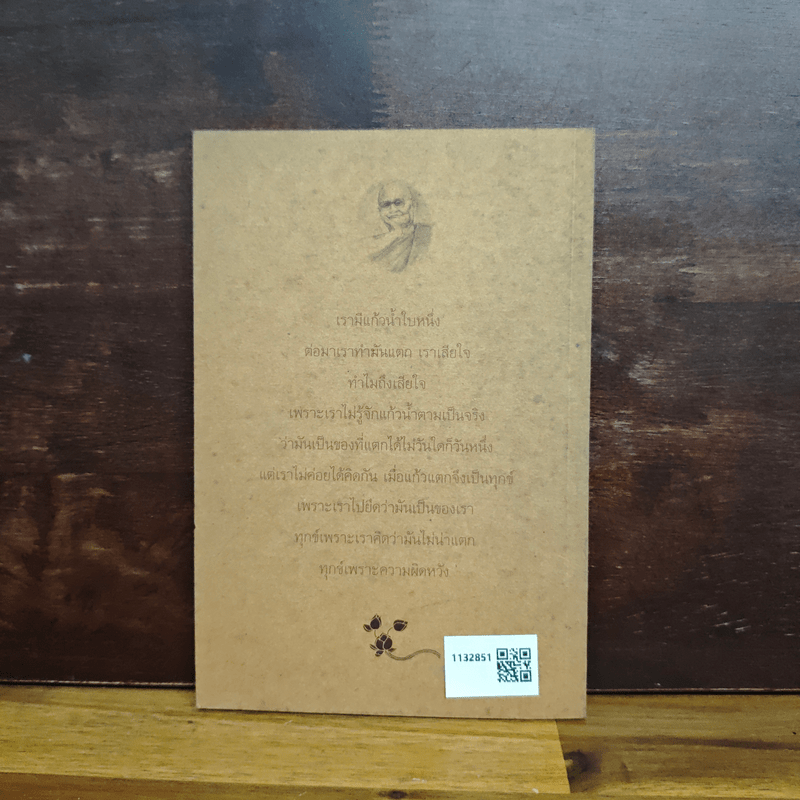 เรามีแก้วน้ำใบหนึ่ง
ต่อมาเราทำมันแตก เราเสียใจ
ทำไมถึงเสียใจ
เพราะเราไม่รู้จักแก้วน้ำตามเป็นจริง
ว่ามันเป็นของที่แตกได้ไม่วันใดก็วันหนึ่ง
แต่เราไม่ค่อยได้คิดกัน เมื่อแก้วแตกจึงเป็นทุกข์
เพราะเราไปยึดว่ามันเป็นของเรา
ทุกข์เพราะเราคิดว่ามันไม่น่าแตก
ทุกข์เพราะความผิดหวัง
1132851